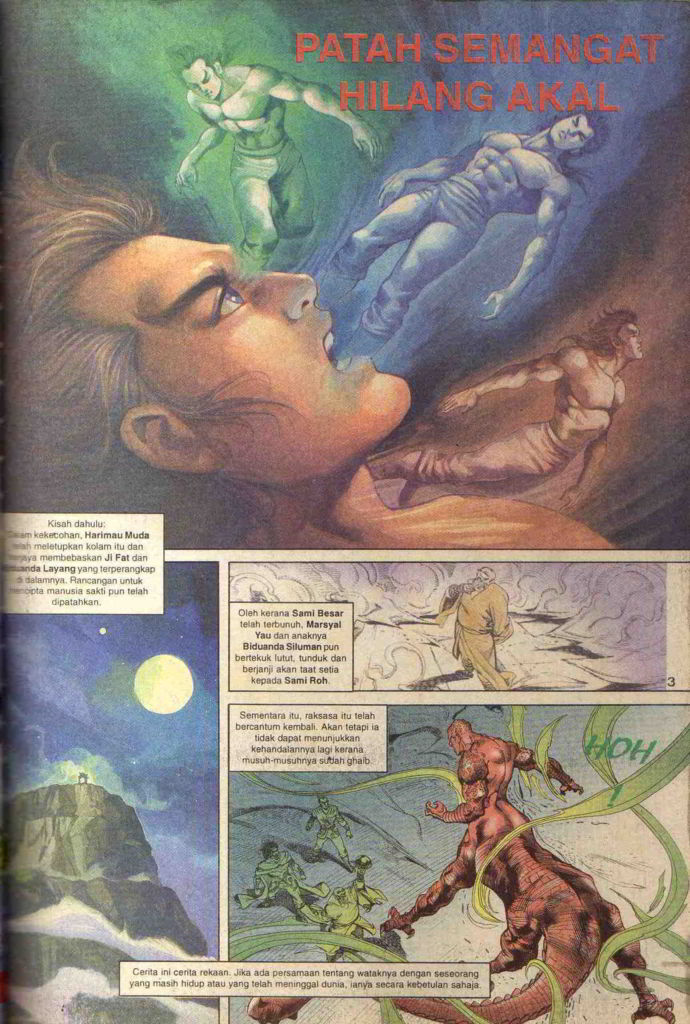 PATAH SEMANGAT
HILANG AKAL
Kisah dahulu:
kekecohan, Harimau Muda
meletupkan kolam itu dan
membebaskan Ji Fat dan
Layang yang terperangkap
dalamnya. Rancangan untuk
manusia sakti pun telah
dipatahkan.
Oleh kerana Sami Besar
telah terbunuh, Marsyal
Yau dan anaknya
Biduanda Siluman pun
bertekuk lutut, tunduk dan
berjanji akan taat setia
kepada Sami Roh.
3
Sementara itu, raksasa itu telah
bercantum kembali. Akan tetapi ia
tidak dapat menunjukkan
kehandalannya lagi kerana
musuh-musuhnya sudah ghaib.
HOH
!
Cerita ini cerita rekaan. Jika ada persamaan tentang wataknya dengan seseorang
yang masih hidup atau yang telah meninggal dunia, ianya secara kebetulan sahaja.